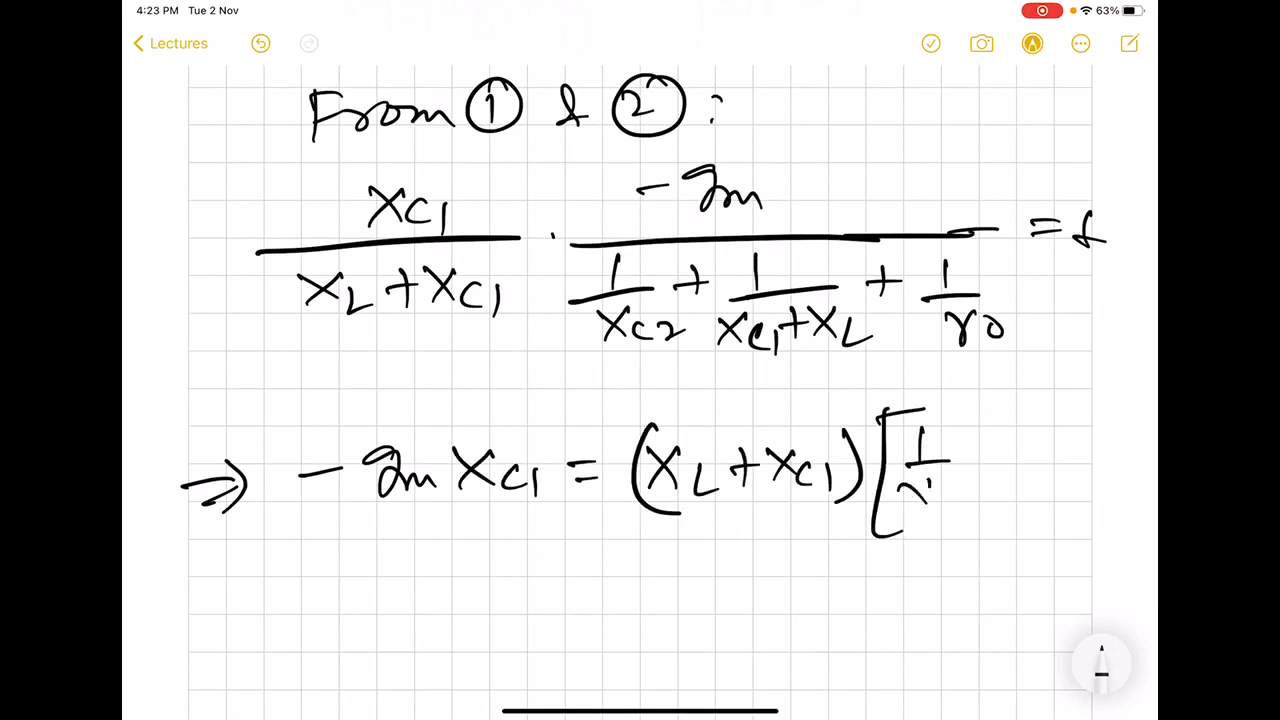 4:23 PM Tue 2 Nov 63%
Lectures
From ① & ② :
XC1 / (XL + XC1) · -gm / (1/XC2 + 1/(XC1 + XL) + 1/r0) =
⇒ - gm XC1 = (XL + XC1) [ 1